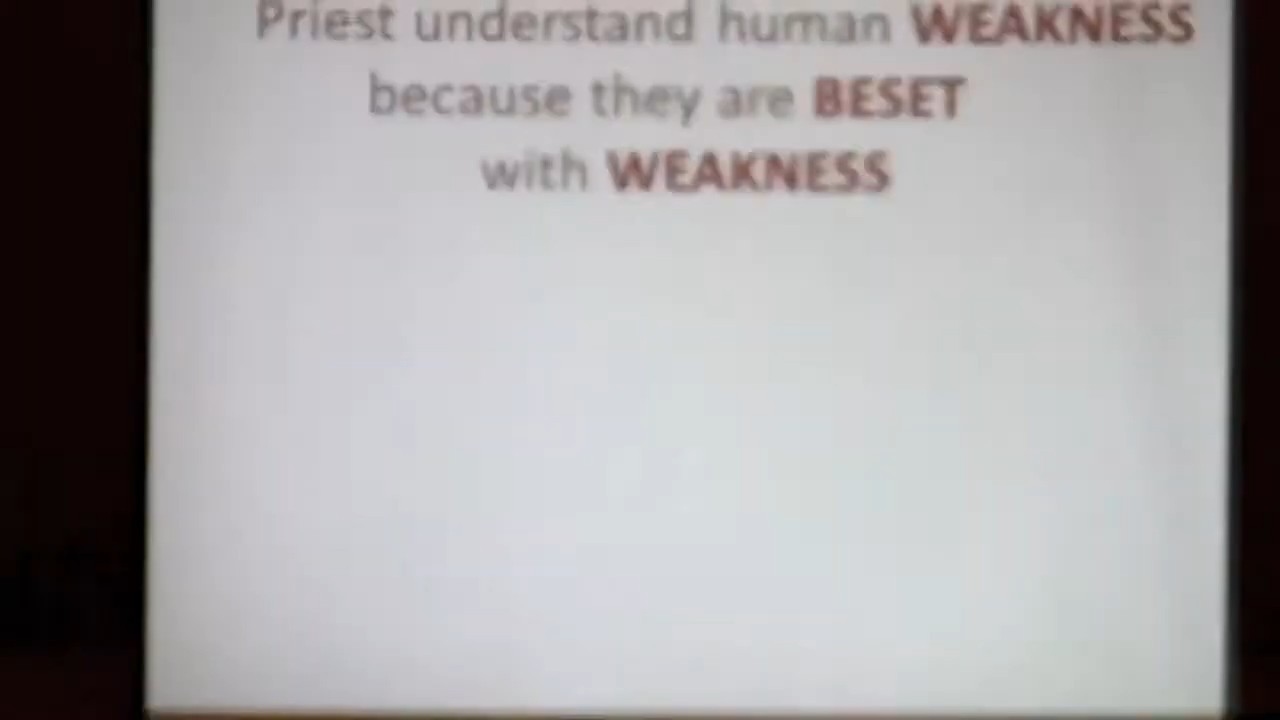 Priest understand human WEAKNESS
because they are BESET
with WEAKNESS